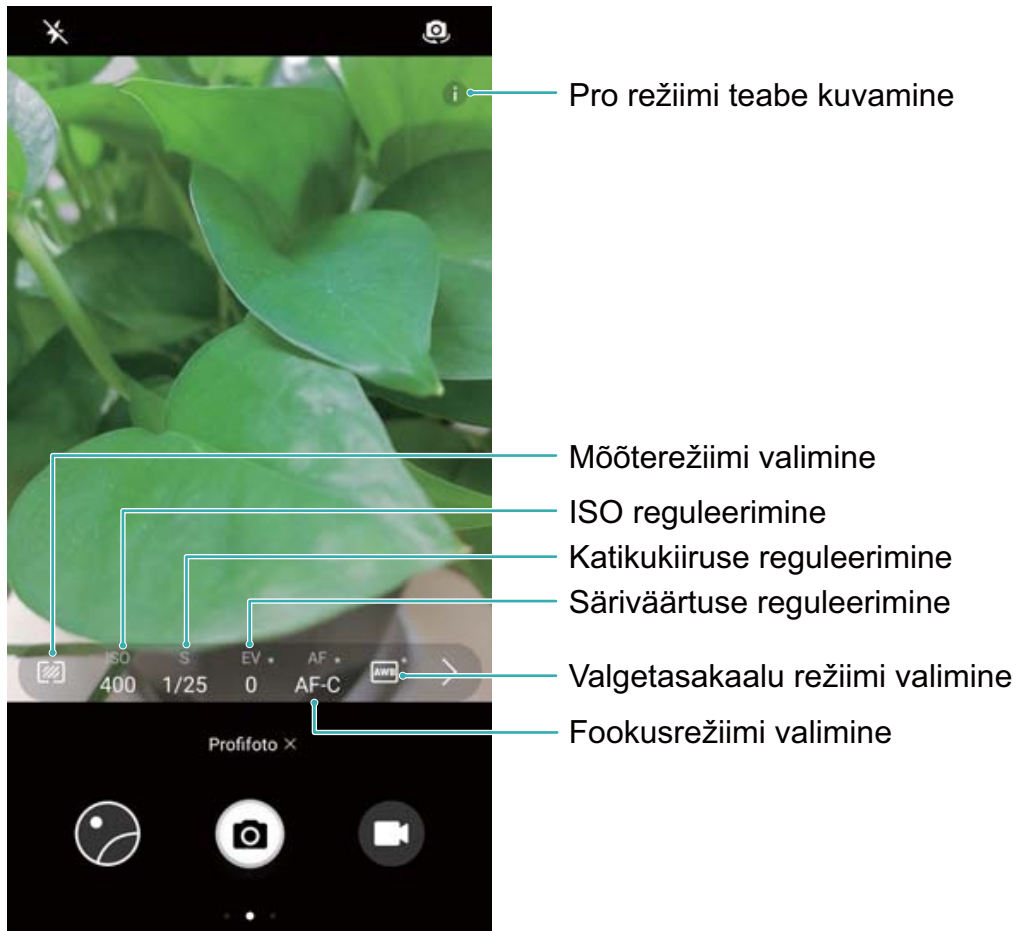 Pro režiimi teabe kuvamine
Mõõterežiimi valimine
ISO reguleerimine
Katikukiiruse reguleerimine
Säriväärtuse reguleerimine
ISO S EV AF
400 1/25 0 AF-C AWB
Valgetasakaalu režiimi valimine
Fookusrežiimi valimine
Profifoto ×